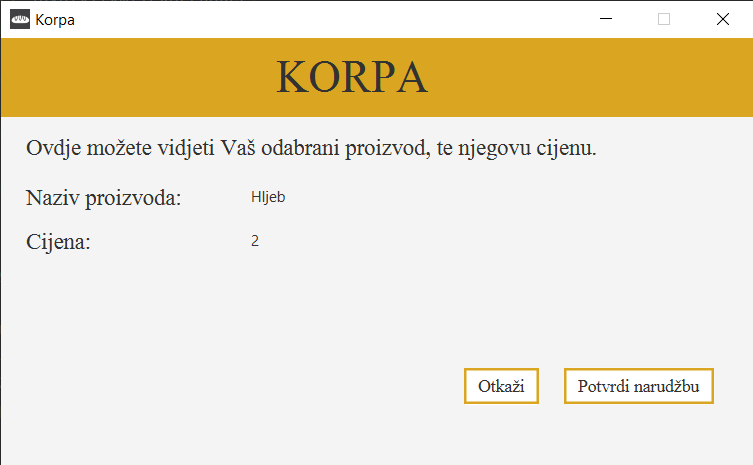 Korpa
KORPA
Ovdje možete vidjeti Vaš odabrani proizvod, te njegovu cijenu.
Naziv proizvoda: Hljeb
Cijena: 2
Otkaži Potvrdi narudžbu